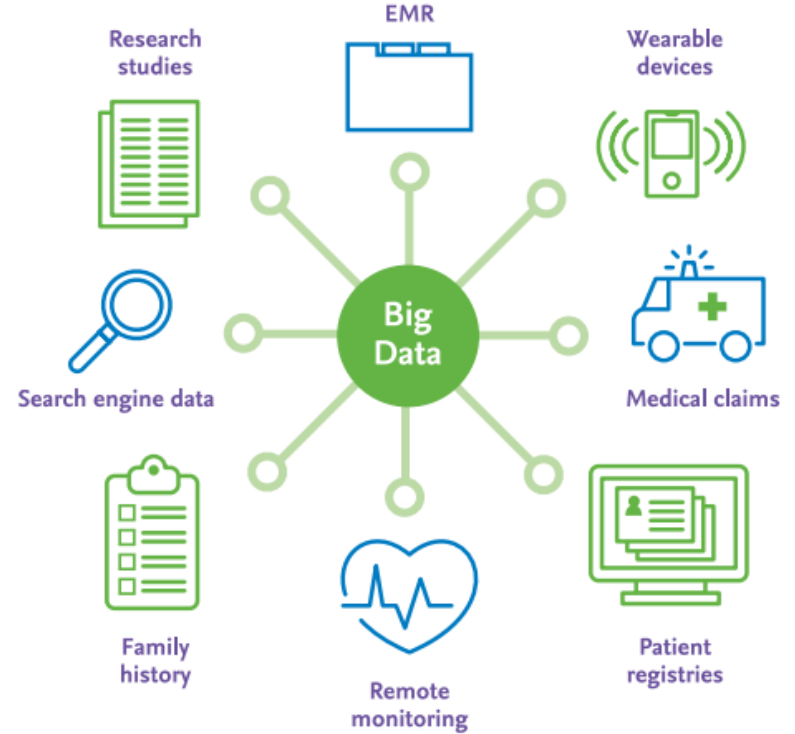 EMR
Research
studies
Wearable
devices
Big
Data
Search engine data
Medical claims
Family
history
Patient
registries
Remote
monitoring